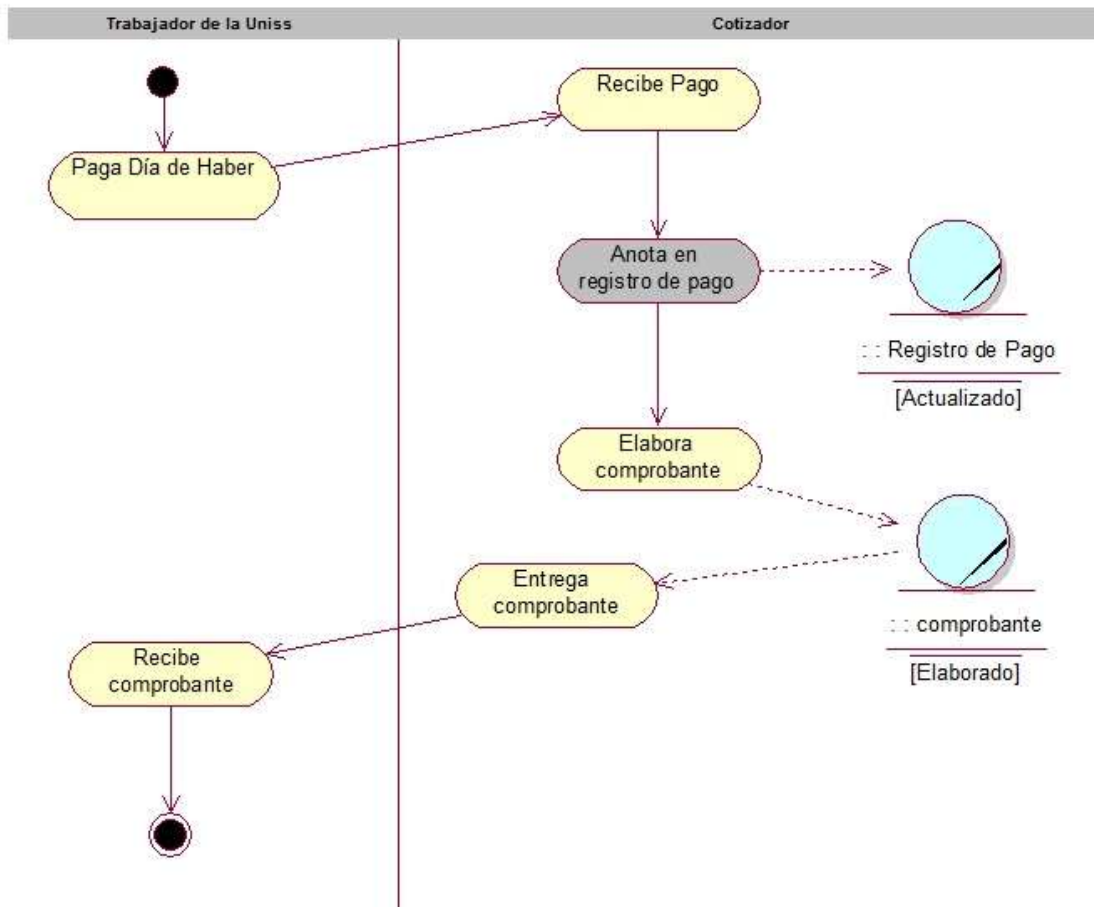 Trabajador de la Uniss
Cotizador
Recibe Pago
Paga Día de Haber
Anota en
registro de pago
: : Registro de Pago
[Actualizado]
Elabora
comprobante
Entrega
comprobante
: : comprobante
[Elaborado]
Recibe
comprobante